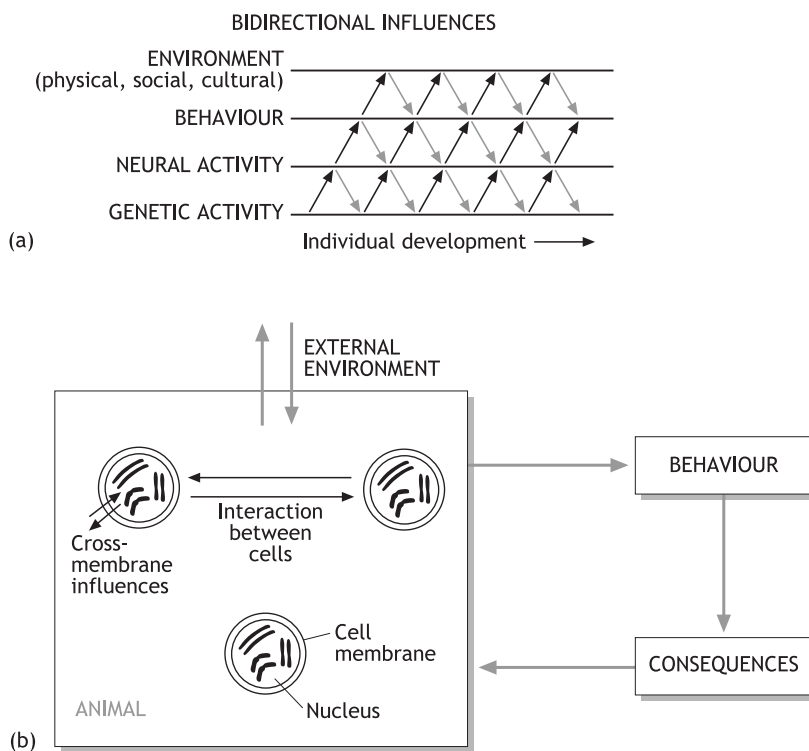 BIDIRECTIONAL INFLUENCES
ENVIRONMENT
(physical, social, cultural)
BEHAVIOUR
NEURAL ACTIVITY
GENETIC ACTIVITY
(a)
Individual development
EXTERNAL
ENVIRONMENT
BEHAVIOUR
Interaction
between
cells
Cross-
membrane
influences
Cell
membrane
CONSEQUENCES
Nucleus
ANIMAL
(b)